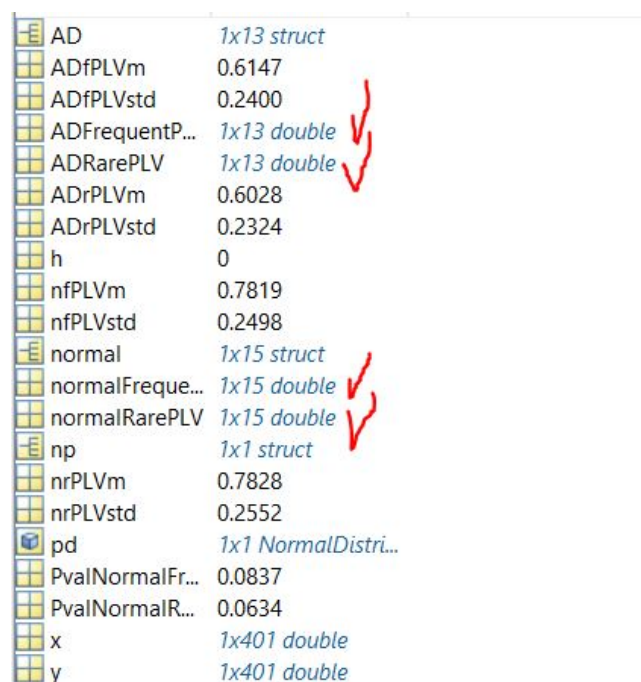 AD 1x13 struct
ADfPLVm 0.6147
ADfPLVstd 0.2400
ADFrequentP... 1x13 double
ADRarePLV 1x13 double
ADrPLVm 0.6028
ADrPLVstd 0.2324
h 0
nfPLVm 0.7819
nfPLVstd 0.2498
normal 1x15 struct
normalFreque... 1x15 double
normalRarePLV 1x15 double
np 1x1 struct
nrPLVm 0.7828
nrPLVstd 0.2552
pd 1x1 NormalDistri...
PvalNormalFr... 0.0837
PvalNormalR... 0.0634
x 1x401 double
y 1x401 double